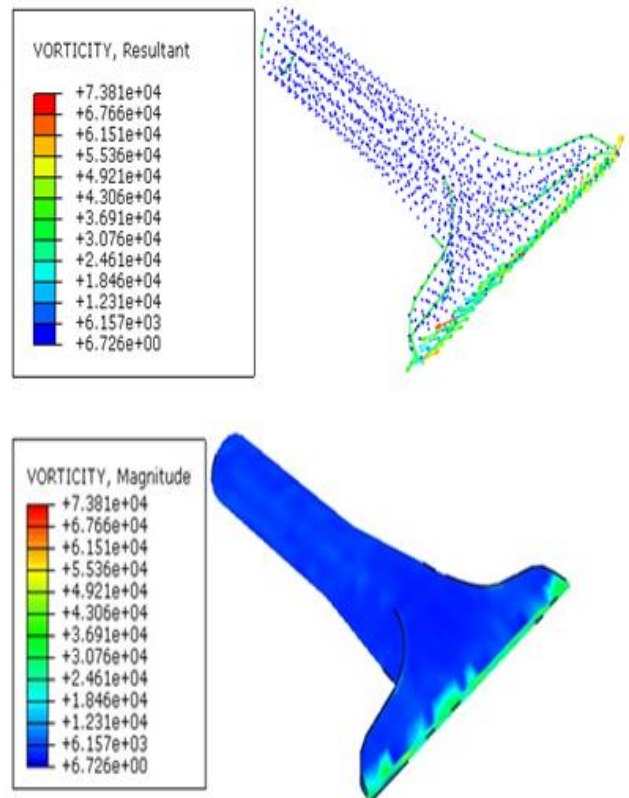 VORTICITY, Resultant
+7.381e+04
+6.766e+04
+6.151e+04
+5.536e+04
+4.921e+04
+4.306e+04
+3.691e+04
+3.076e+04
+2.461e+04
+1.846e+04
+1.231e+04
+6.157e+03
+6.726e+00
VORTICITY, Magnitude
+7.381e+04
+6.766e+04
+6.151e+04
+5.536e+04
+4.921e+04
+4.306e+04
+3.691e+04
+3.076e+04
+2.461e+04
+1.846e+04
+1.231e+04
+6.157e+03
+6.726e+00